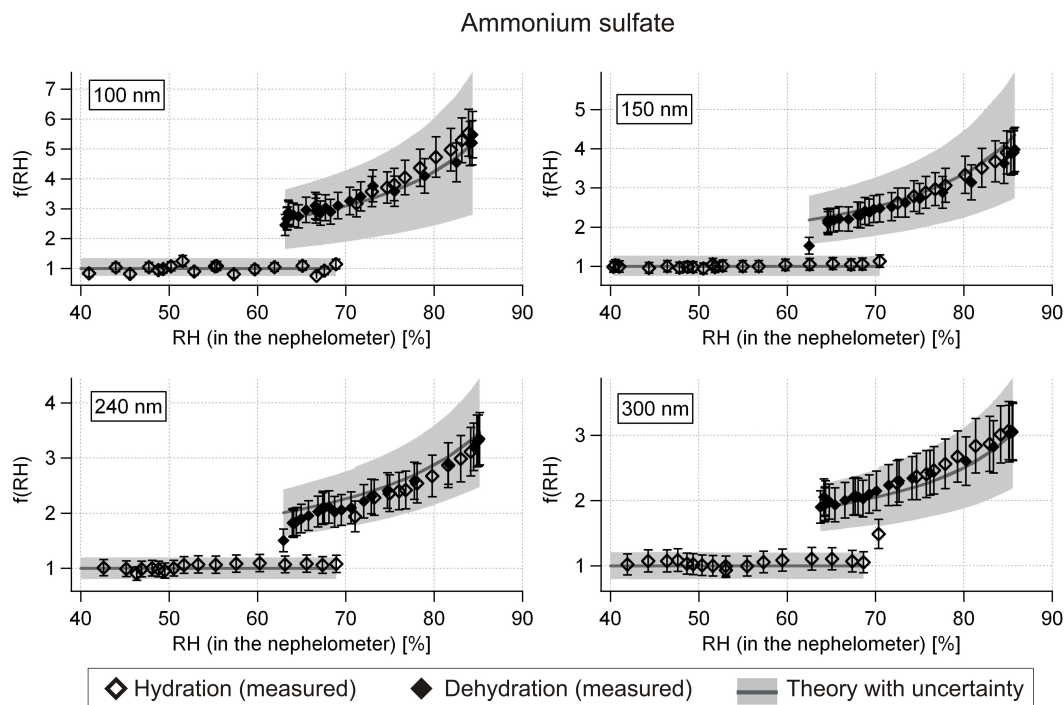 Ammonium sulfate
100 nm
f(RH)
7
6
5
4
3
2
1
40 50 60 70 80 90
RH (in the nephelometer) [%]
150 nm
f(RH)
5
4
3
2
1
40 50 60 70 80 90
RH (in the nephelometer) [%]
240 nm
f(RH)
4
3
2
1
40 50 60 70 80 90
RH (in the nephelometer) [%]
300 nm
f(RH)
3
2
1
40 50 60 70 80 90
RH (in the nephelometer) [%]
Hydration (measured) Dehydration (measured) Theory with uncertainty